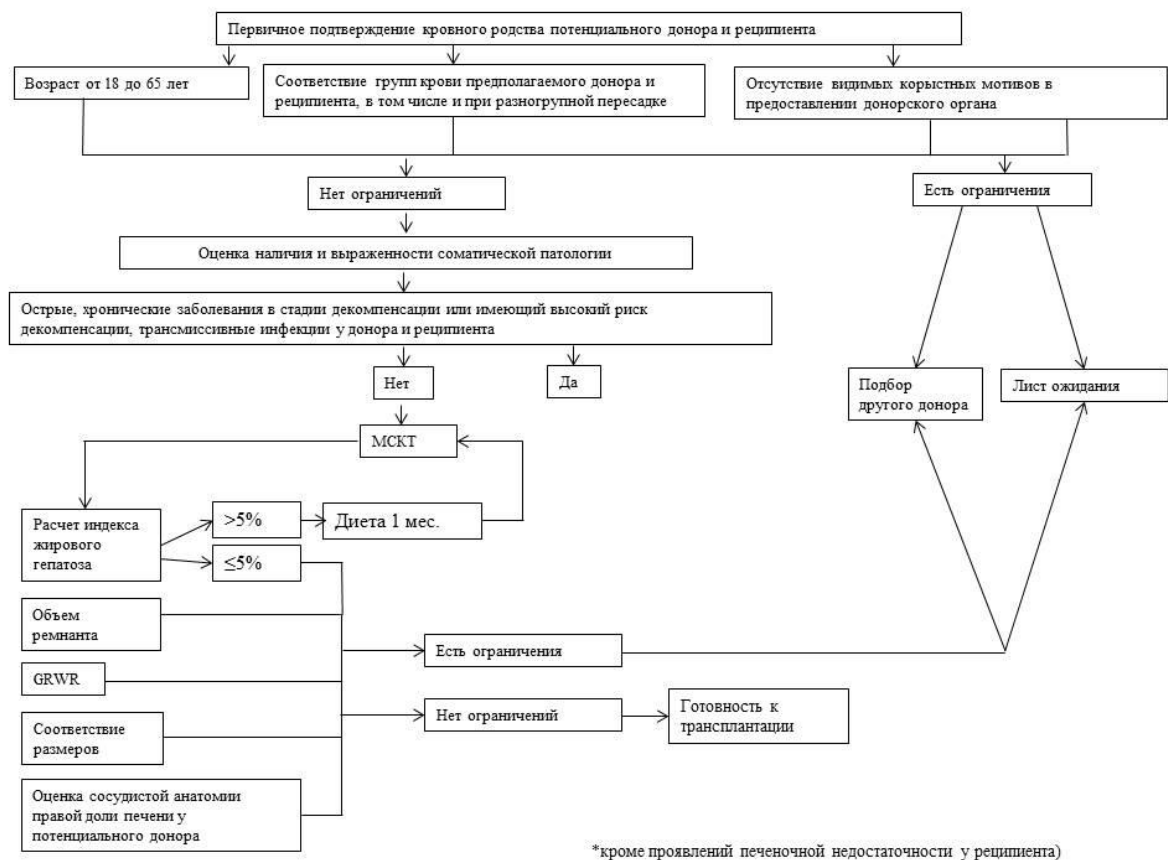 Первичное подтверждение кровного родства потенциального донора и реципиента
Возраст от 18 до 65 лет
Соответствие групп крови предполагаемого донора и
реципиента, в том числе и при разногрупной пересадке
Отсутствие видимых корыстных мотивов в
предоставлении донорского органа
Нет ограничений
Есть ограничения
Оценка наличия и выраженности соматической патологии
Острые, хронические заболевания в стадии декомпенсации или имеющий высокий риск
декомпенсации, трансмиссивные инфекции у донора и реципиента
Нет
Да
Подбор
другого донора
Лист ожидания
МСКТ
Расчет индекса
жирового
гепатоза
>5%
Диета 1 мес.
≤5%
Объем
ремнанта
Есть ограничения
GRWR
Нет ограничений
Готовность к
трансплантации
Соответствие
размеров
Оценка сосудистой анатомии
правой доли печени у
потенциального донора
*кроме проявлений печеночной недостаточности у реципиента)